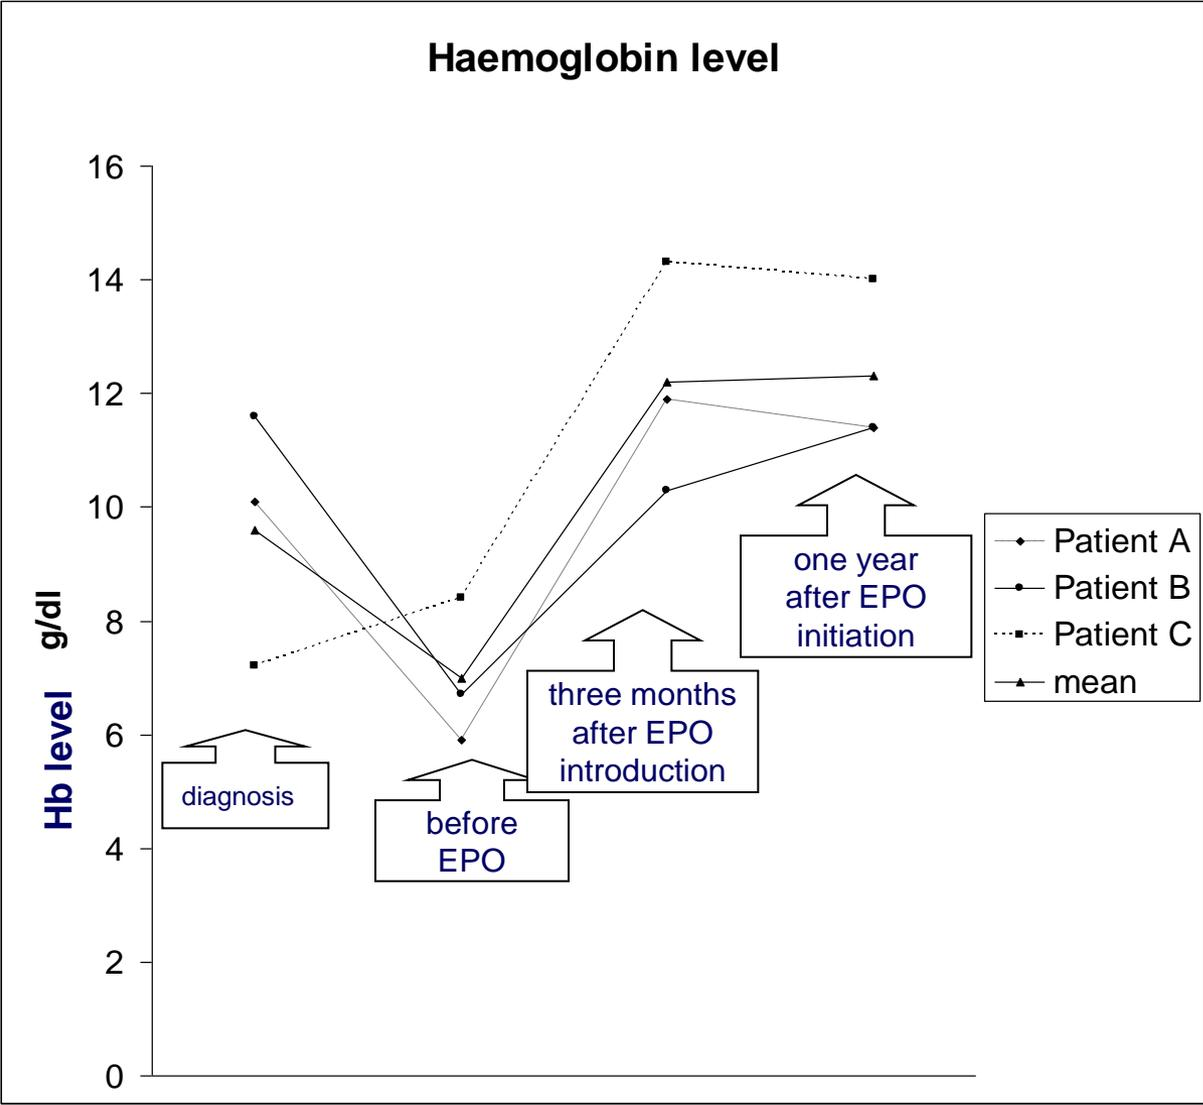 Haemoglobin level
16
14
12
10
8
6
4
2
0
Hb level g/dl
diagnosis
before
EPO
three months
after EPO
introduction
one year
after EPO
initiation
Patient A
Patient B
Patient C
mean